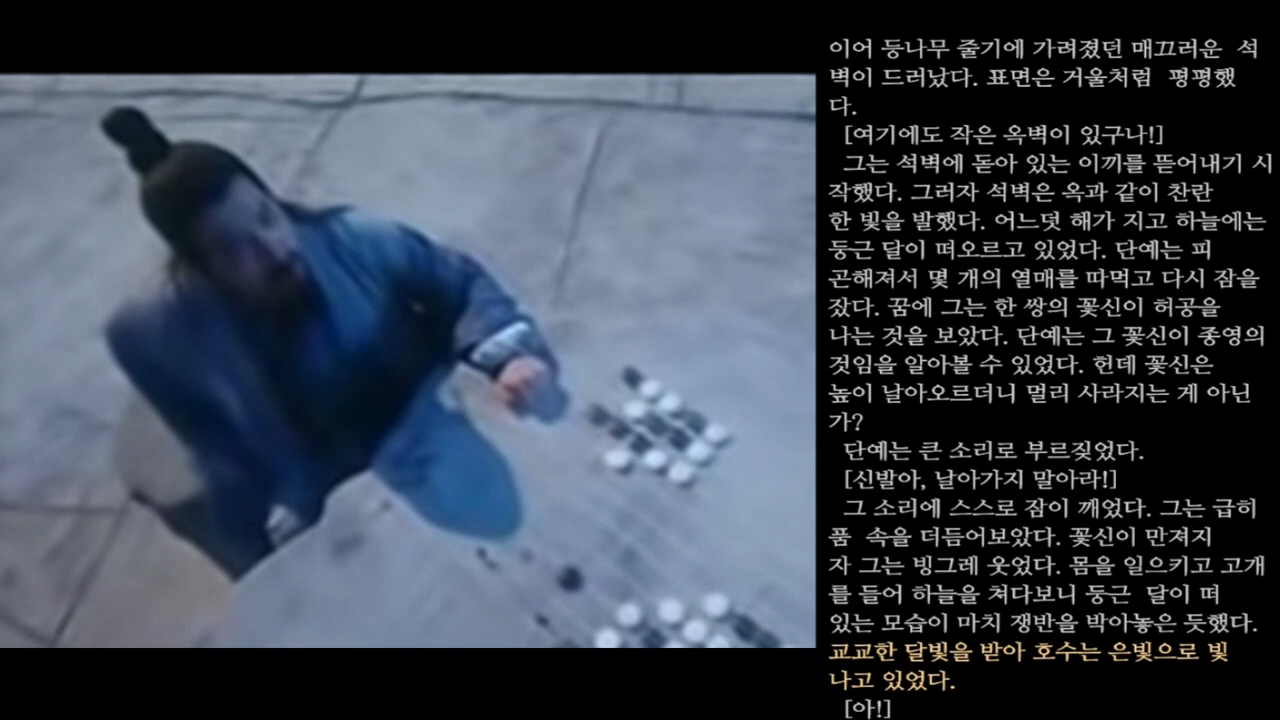 이어 등나무 줄기에 가려졌던 매끄러운 석
벽이 드러났다. 표면은 거울처럼 평평했
다.
[여기에도 작은 옥벽이 있구나!]
그는 석벽에 돋아 있는 이끼를 뜯어내기 시
작했다. 그러자 석벽은 옥과 같이 찬란
한 빛을 발했다. 어느덧 해가 지고 하늘에는
둥근 달이 떠오르고 있었다. 단예는 피
곤해져서 몇 개의 열매를 따먹고 다시 잠을
잤다. 꿈에 그는 한 쌍의 꽃신이 허공을
나는 것을 보았다. 단예는 그 꽃신이 종영의
것임을 알아볼 수 있었다. 헌데 꽃신은
높이 날아오르더니 멀리 사라지는 게 아닌
가?
단예는 큰 소리로 부르짖었다.
[신발아, 날아가지 말아라!]
그 소리에 스스로 잠이 깨었다. 그는 급히
품 속을 더듬어보았다. 꽃신이 만져지
자 그는 빙그레 웃었다. 몸을 일으키고 고개
를 들어 하늘을 쳐다보니 둥근 달이 떠
있는 모습이 마치 쟁반을 박아놓은 듯했다.
교교한 달빛을 받아 호수는 은빛으로 빛
나고 있었다.
[아!]